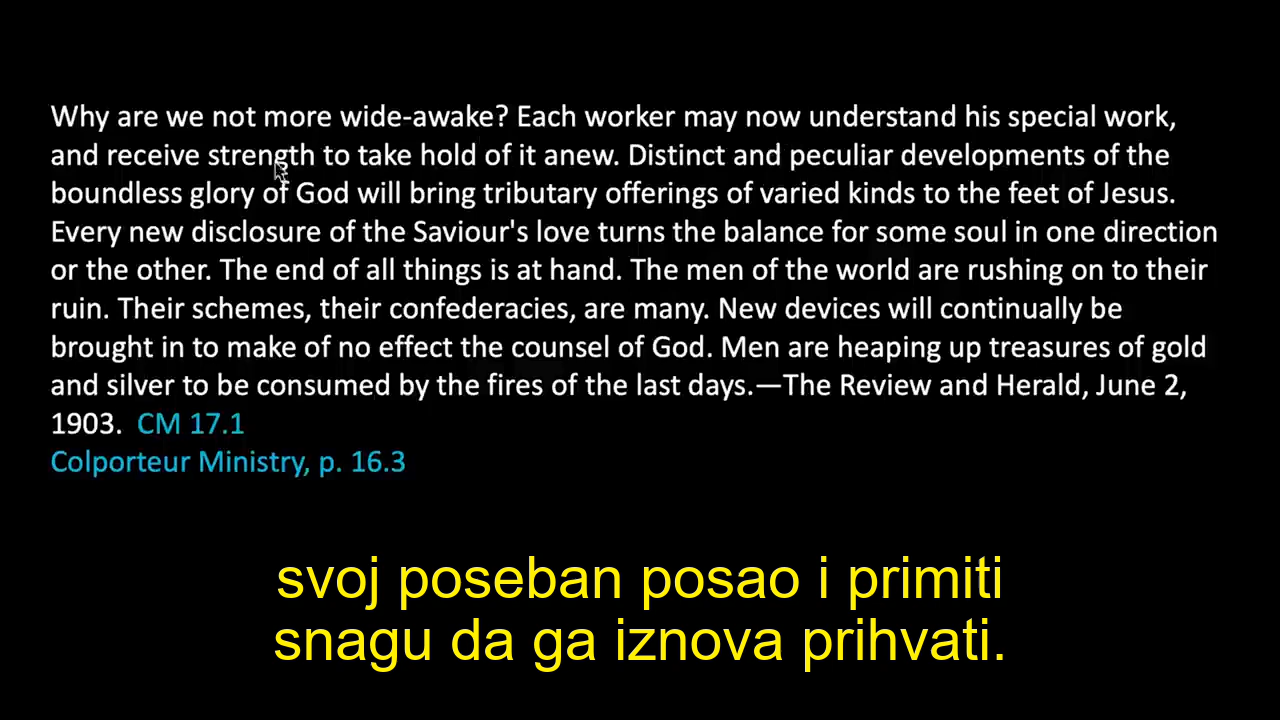 Why are we not more wide-awake? Each worker may now understand his special work,
and receive strength to take hold of it anew. Distinct and peculiar developments of the
boundless glory of God will bring tributary offerings of varied kinds to the feet of Jesus.
Every new disclosure of the Saviour's love turns the balance for some soul in one direction
or the other. The end of all things is at hand. The men of the world are rushing on to their
ruin. Their schemes, their confederacies, are many. New devices will continually be
brought in to make of no effect the counsel of God. Men are heaping up treasures of gold
and silver to be consumed by the fires of the last days.—The Review and Herald, June 2,
1903. CM 17.1
Colporteur Ministry, p. 16.3
svoj poseban posao i primiti
snagu da ga iznova prihvati.